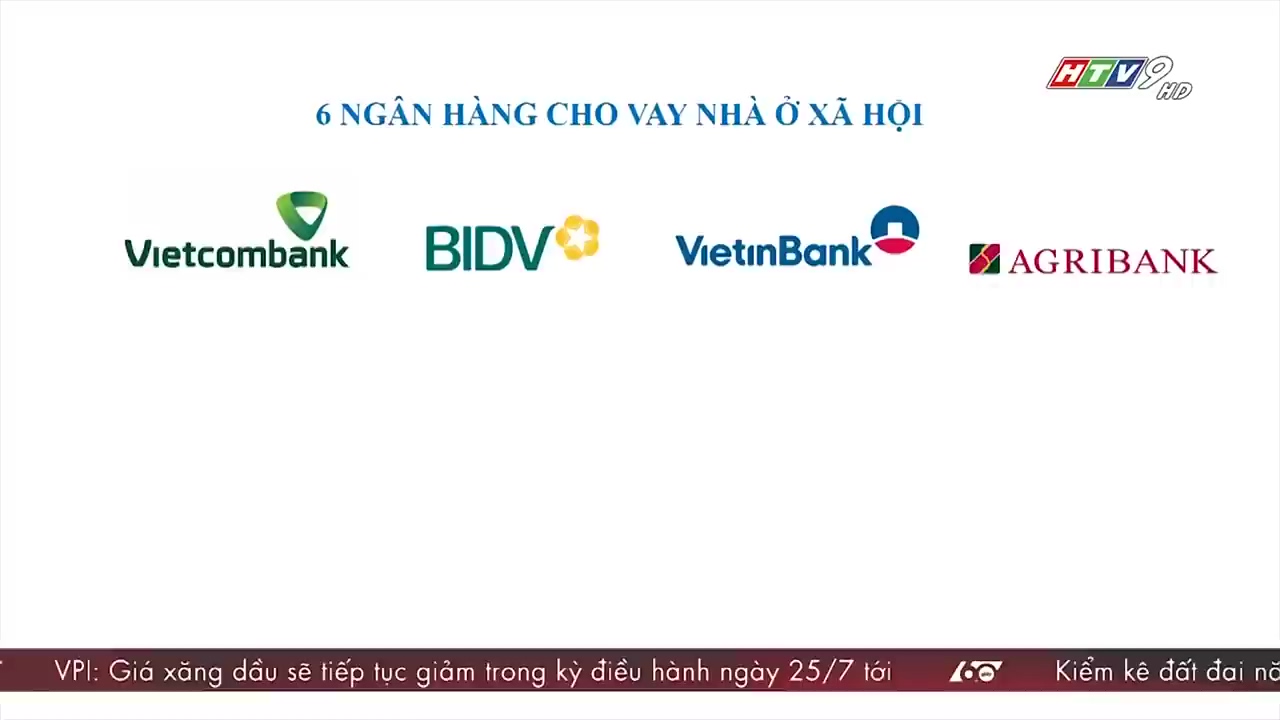 HTV9 HD
6 NGÂN HÀNG CHO VAY NHÀ Ở XÃ HỘI
Vietcombank
BIDV
VietinBank
AGRIBANK
VPI: Giá xăng dầu sẽ tiếp tục giảm trong kỳ điều hành ngày 25/7 tới
60
Kiểm kê đất đai